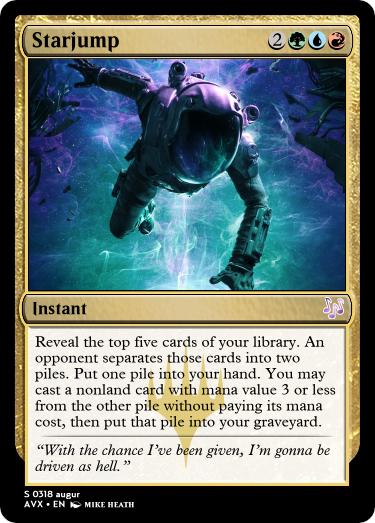 Starjump
2
Instant
Reveal the top five cards of your library. An
opponent separates those cards into two
piles. Put one pile into your hand. You may
cast a nonland card with mana value 3 or less
from the other pile without paying its mana
cost, then put that pile into your graveyard.
“With the chance I’ve been given, I’m gonna be
driven as hell.”
S 0318 augur
AVX • EN MIKE HEATH